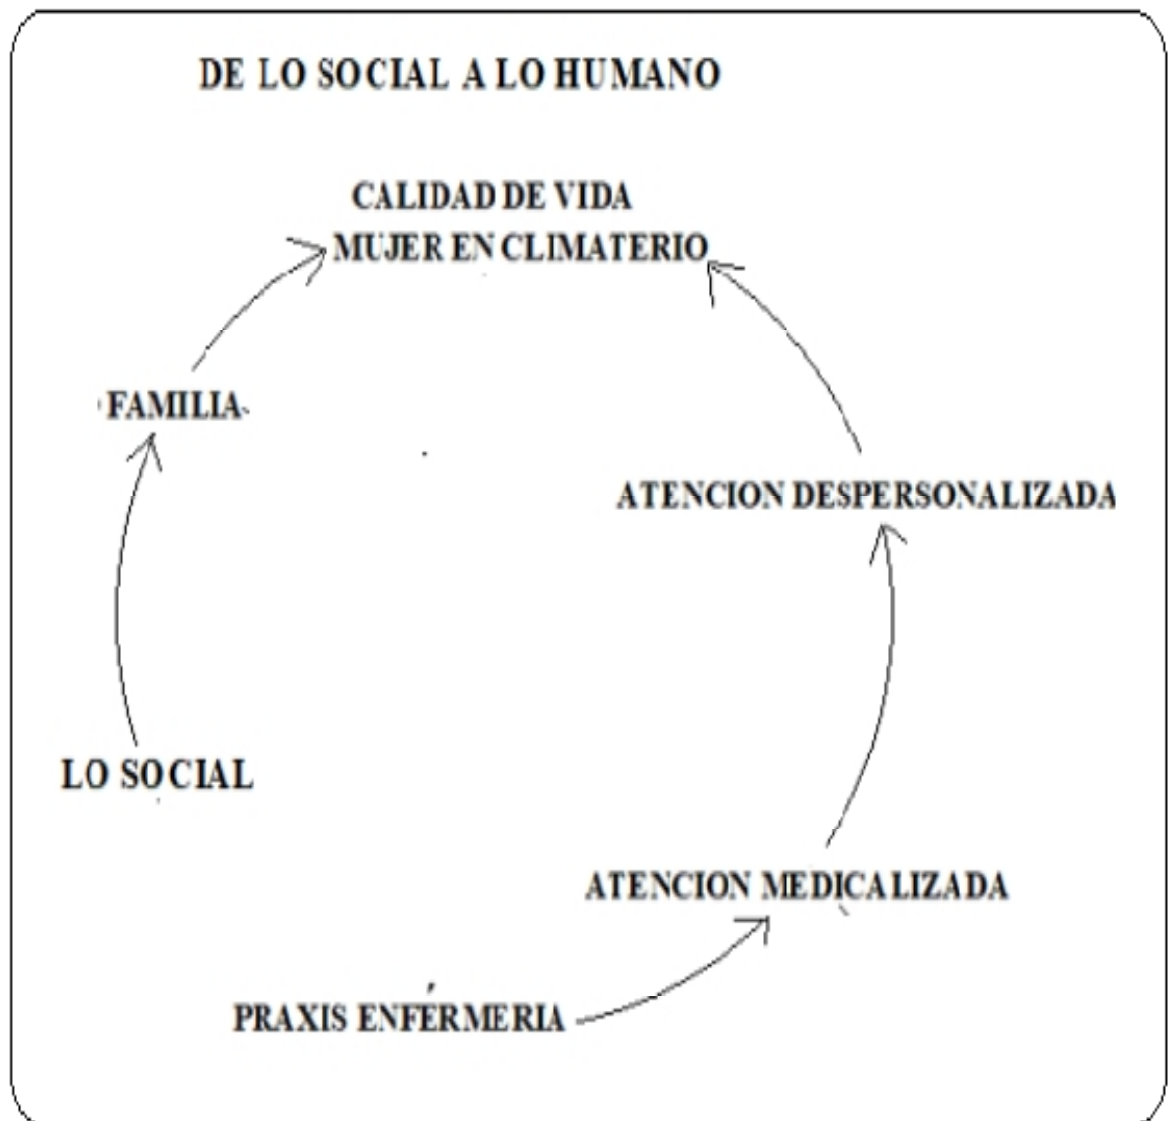 DE LO SOCIAL A LO HUMANO
CALIDAD DE VIDA
MUJER EN CLIMATERIO
FAMILIA
ATENCION DESPERSONALIZADA
LO SOCIAL
ATENCION MEDICALIZADA
PRAXIS ENFERMERIA